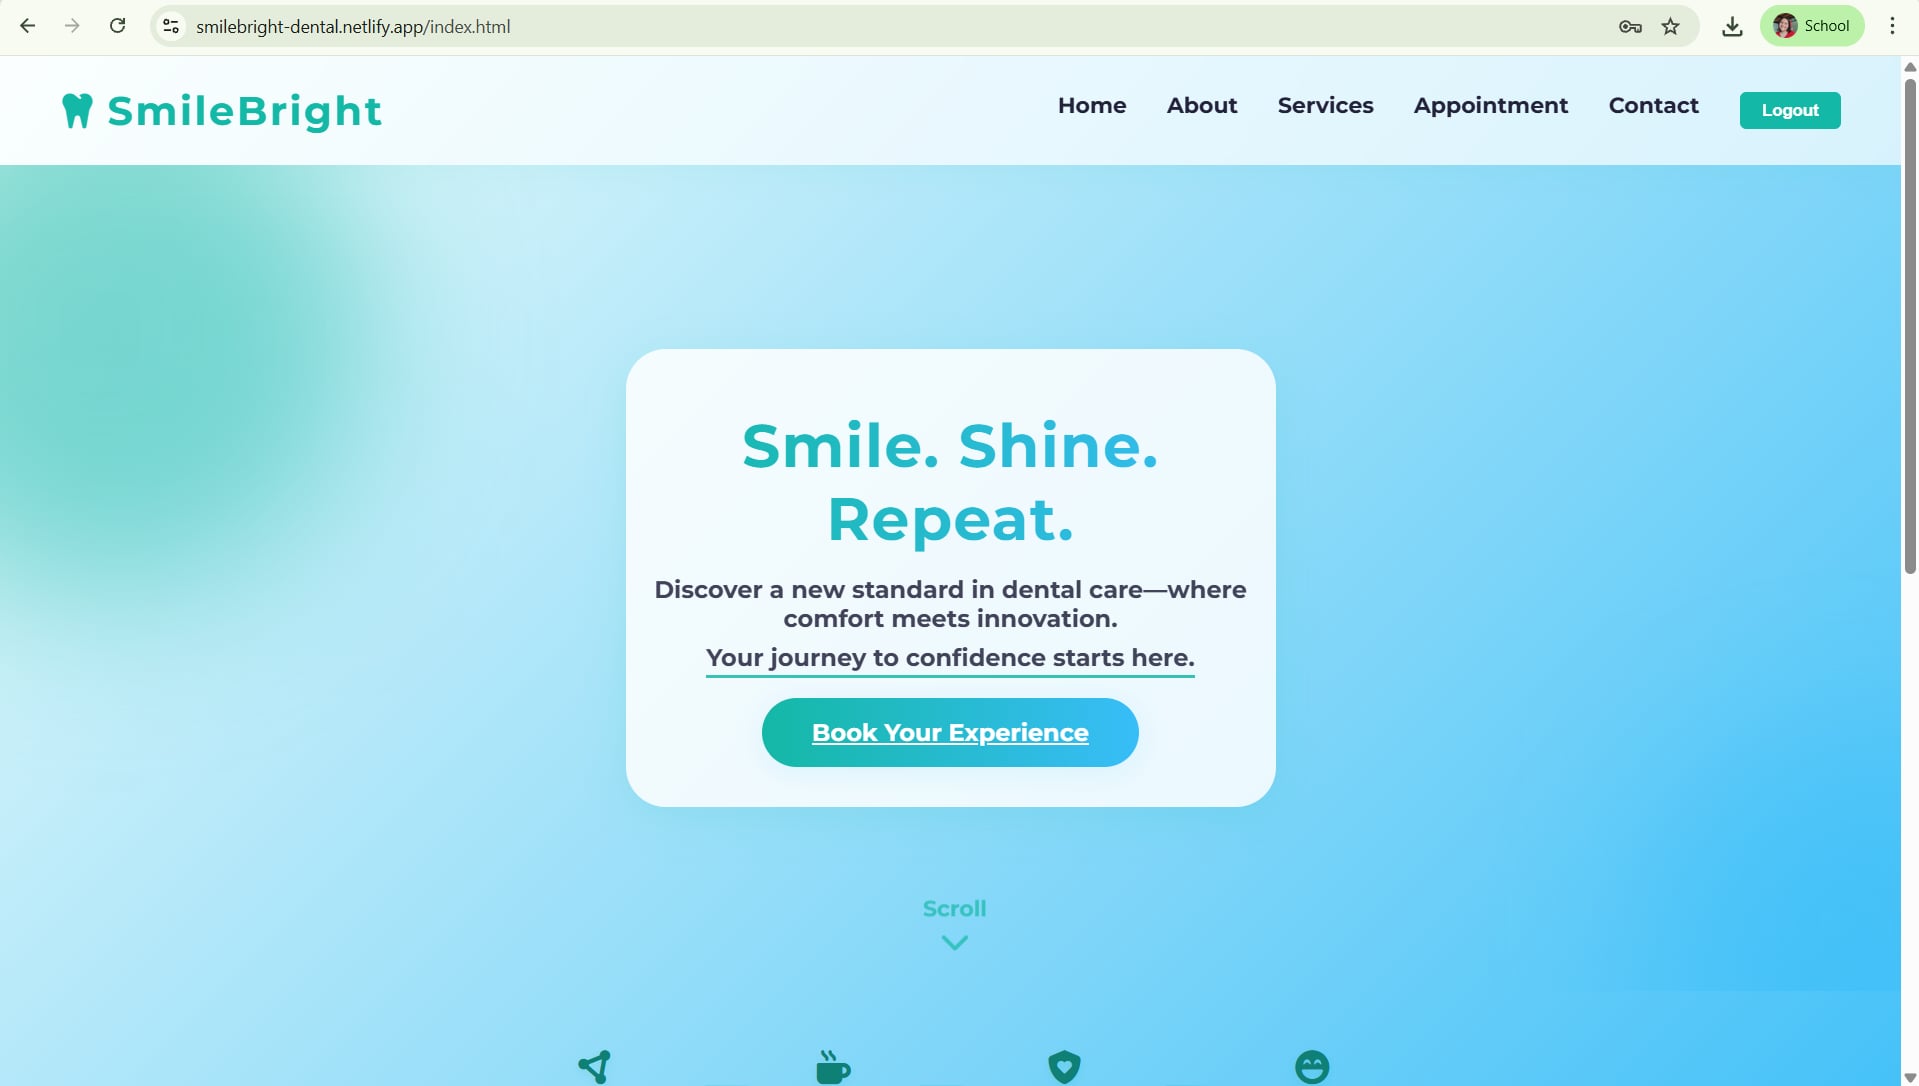 smilebright-dental.netlify.app/index.html
School
SmileBright
Home
About
Services
Appointment
Contact
Logout
Smile. Shine.
Repeat.
Discover a new standard in dental care—where
comfort meets innovation.
Your journey to confidence starts here.
Book Your Experience
Scroll